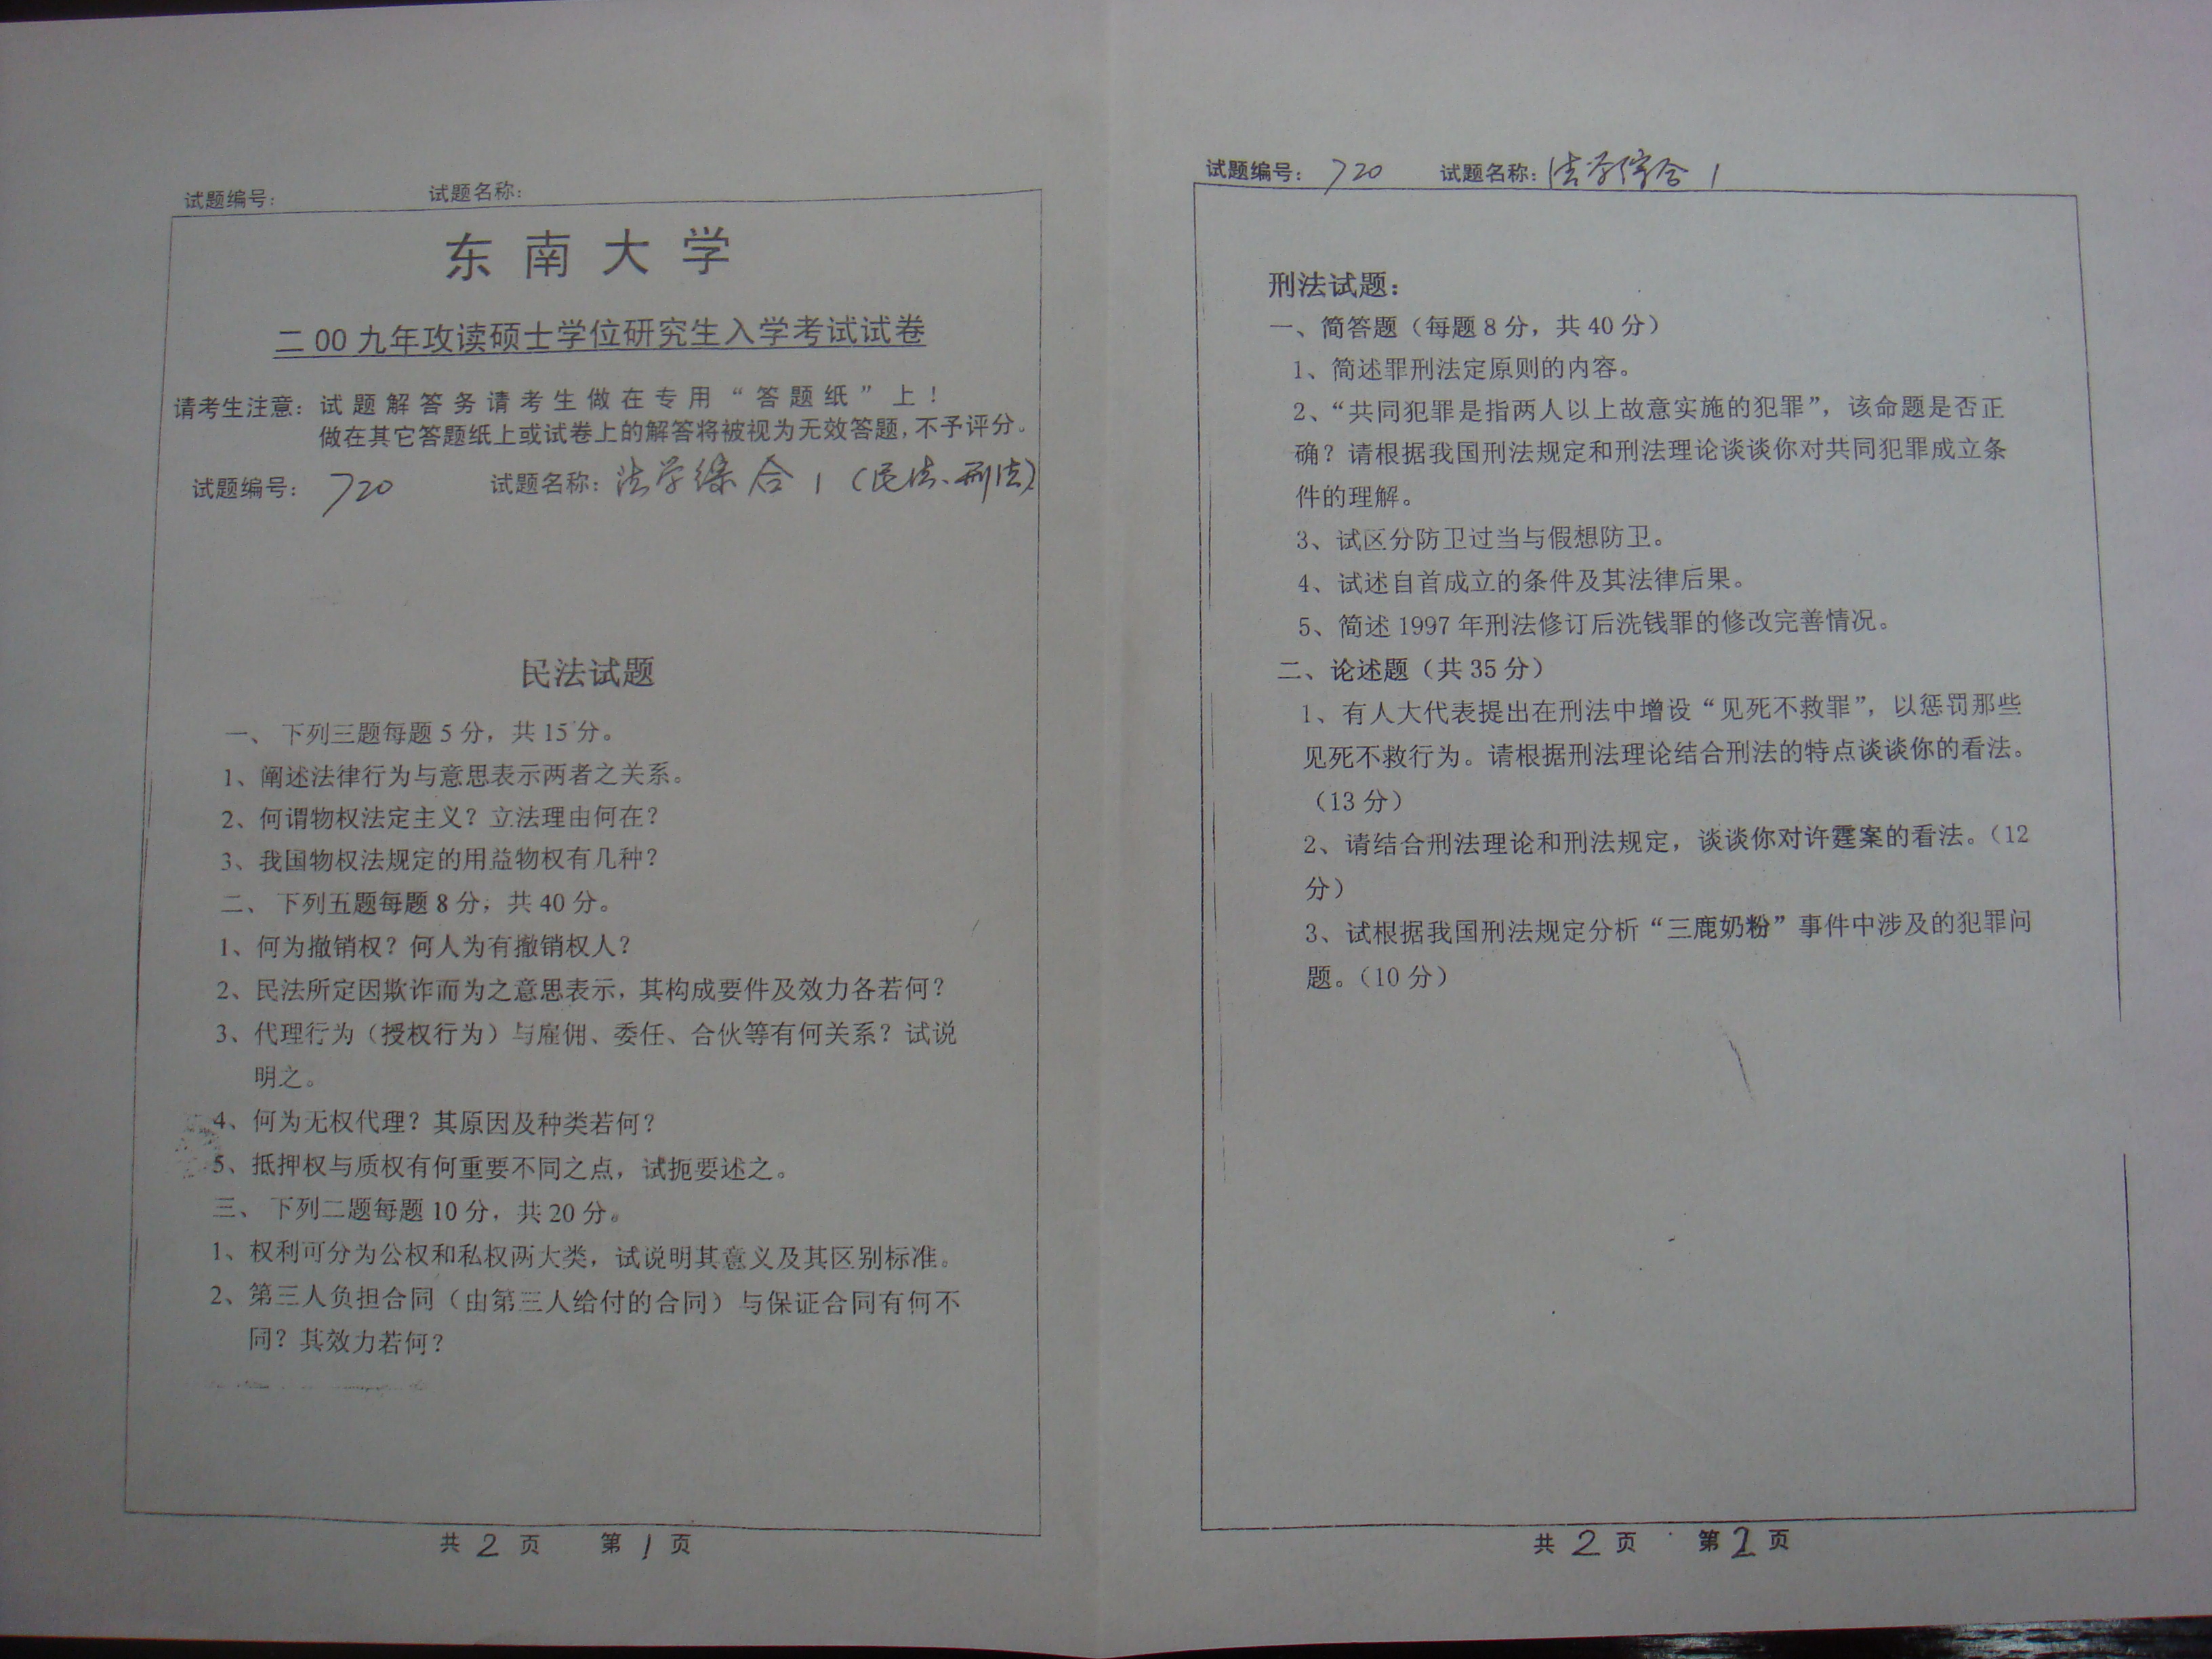 试题编号： 试题名称：
东南大学
二00九年攻读硕士学位研究生入学考试试卷
请考生注意：试题解答务请考生做在专用“答题纸”上！
做在其它答题纸上或试卷上的解答将被视为无效答题，不予评分。
试题编号：720 试题名称：法学综合1（民法、刑法）
民法试题
一、下列三题每题5分，共15分。
1、阐述法律行为与意思表示两者之关系。
2、何谓物权法定主义？立法理由何在？
3、我国物权法规定的用益物权有几种？
二、下列五题每题8分，共40分。
1、何为撤销权？何人为有撤销权人？
2、民法所定因欺诈而为之意思表示，其构成要件及效力各若何？
3、代理行为（授权行为）与雇佣、委任、合伙等有何关系？试说
明之。
4、何为无权代理？其原因及种类若何？
5、抵押权与质权有何重要不同之点，试扼要述之。
三、下列二题每题10分，共20分。
1、权利可分为公权和私权两大类，试说明其意义及其区别标准。
2、第三人负担合同（由第三人给付的合同）与保证合同有何不
同？其效力若何？
共2页 第1页
试题编号：720 试题名称：法学综合1
刑法试题：
一、简答题（每题8分，共40分）
1、简述罪刑法定原则的内容。
2、“共同犯罪是指两人以上故意实施的犯罪”，该命题是否正
确？请根据我国刑法规定和刑法理论谈谈你对共同犯罪成立条
件的理解。
3、试区分防卫过当与假想防卫。
4、试述自首成立的条件及其法律后果。
5、简述1997年刑法修订后洗钱罪的修改完善情况。
二、论述题（共35分）
1、有人大代表提出在刑法中增设“见死不救罪”，以惩罚那些
见死不救行为。请根据刑法理论结合刑法的特点谈谈你的看法。
（13分）
2、请结合刑法理论和刑法规定，谈谈你对许霆案的看法。（12
分）
3、试根据我国刑法规定分析“三鹿奶粉”事件中涉及的犯罪问
题。（10分）
共2页 第2页